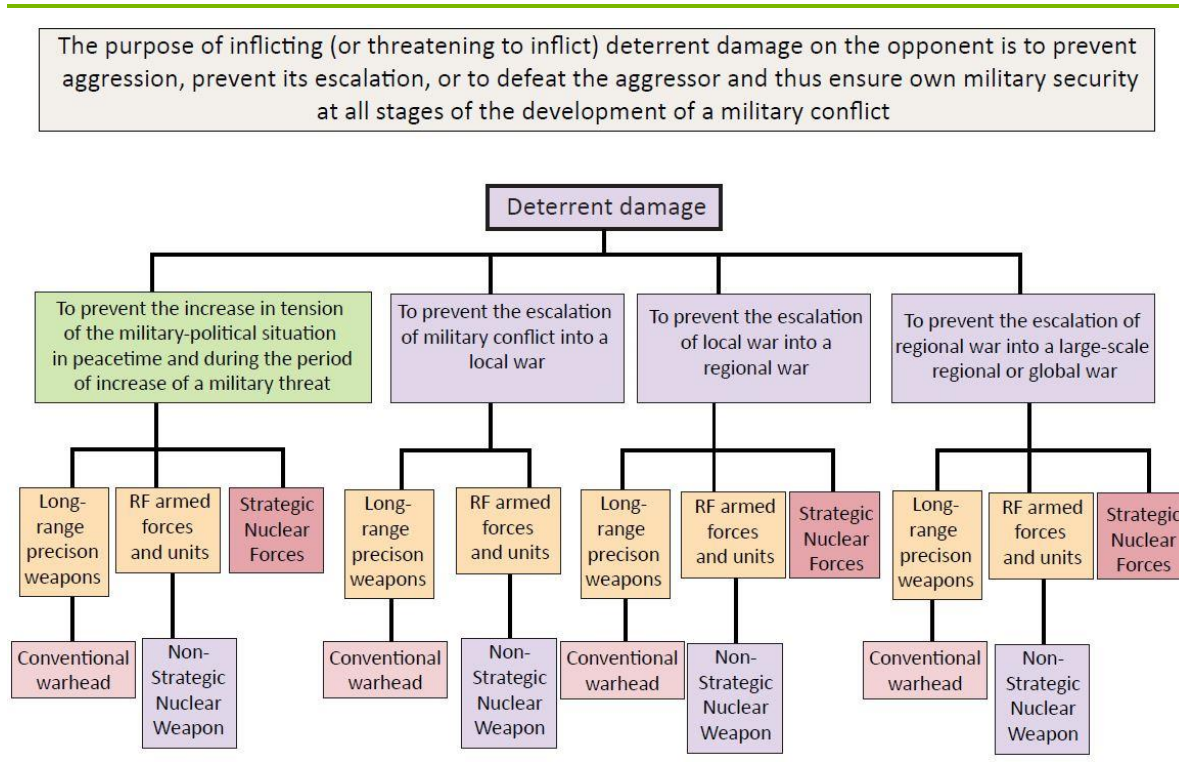 The purpose of inflicting (or threatening to inflict) deterrent damage on the opponent is to prevent
aggression, prevent its escalation, or to defeat the aggressor and thus ensure own military security
at all stages of the development of a military conflict
Deterrent damage
To prevent the increase in tension
of the military-political situation
in peacetime and during the period
of increase of a military threat
To prevent the escalation
of military conflict into a
local war
To prevent the escalation
of local war into a
regional war
To prevent the escalation of
regional war into a large-scale
regional or global war
Long-
range
precison
weapons
RF armed
forces
and units
Strategic
Nuclear
Forces
Long-
range
precison
weapons
RF armed
forces
and units
Long-
range
precison
weapons
RF armed
forces
and units
Strategic
Nuclear
Forces
Long-
range
precison
weapons
RF armed
forces
and units
Strategic
Nuclear
Forces
Conventional
warhead
Non-
Strategic
Nuclear
Weapon
Conventional
warhead
Non-
Strategic
Nuclear
Weapon
Conventional
warhead
Non-
Strategic
Nuclear
Weapon
Conventional
warhead
Non-
Strategic
Nuclear
Weapon